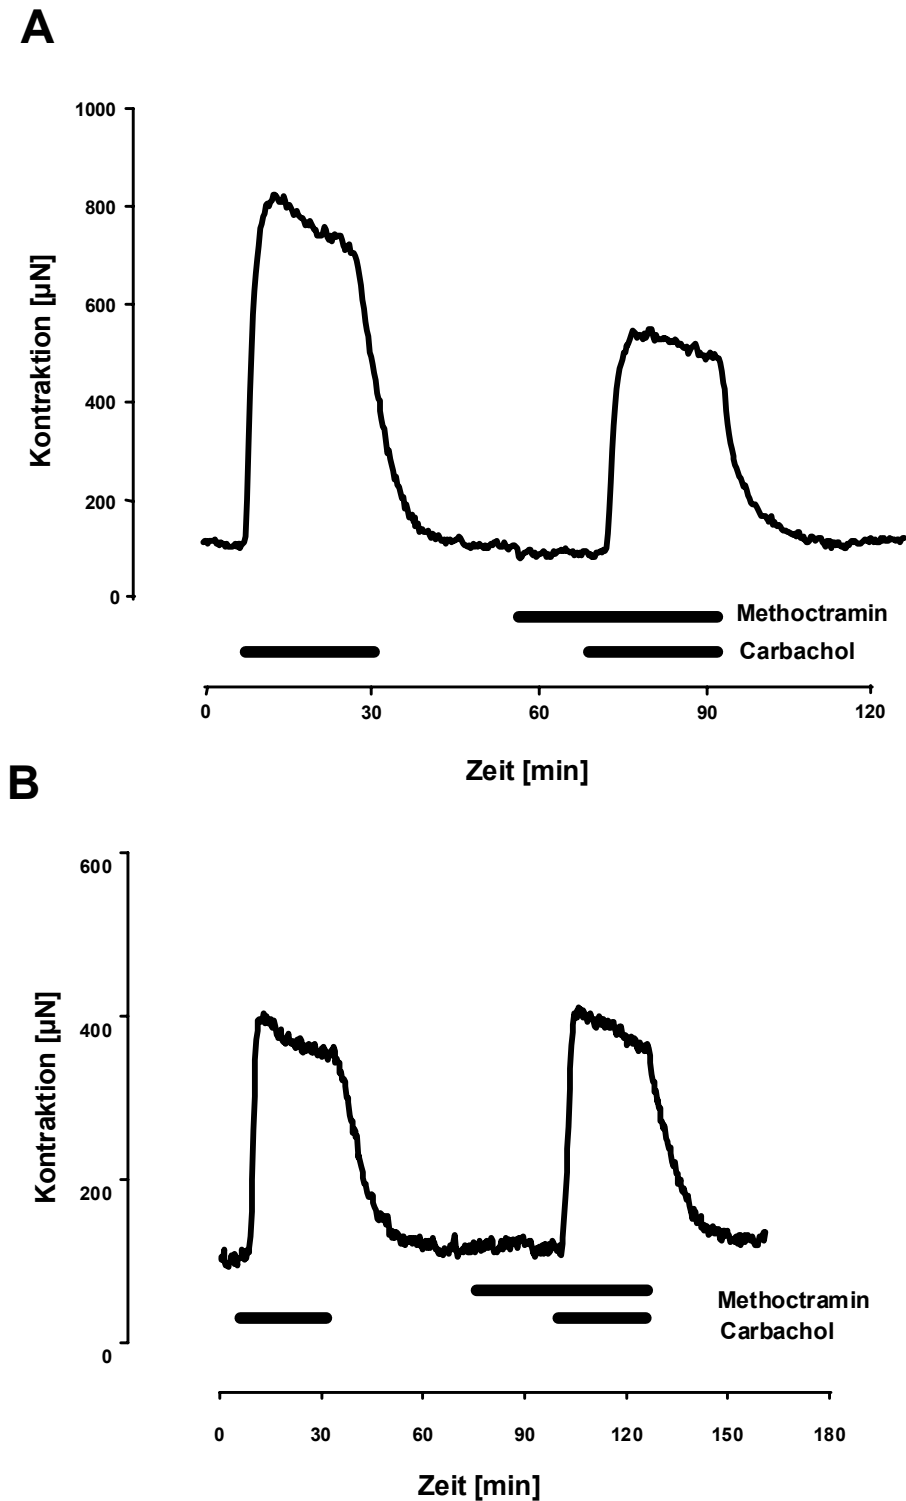 A
1000
800
600
400
200
0
Kontraktion [µN]
Methoctramin
Carbachol
0 30 60 90 120
Zeit [min]
B
600
400
200
0
Kontraktion [µN]
Methoctramin
Carbachol
0 30 60 90 120 150 180
Zeit [min]